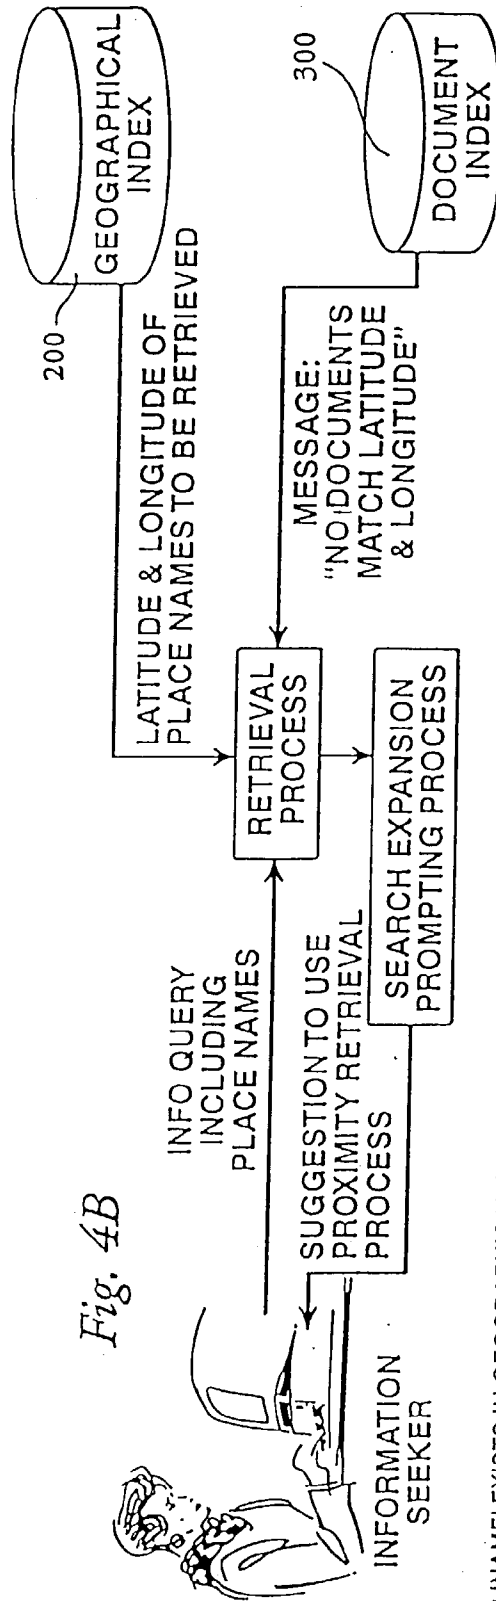 Fig. 4B
INFORMATION
SEEKER
INFO QUERY
INCLUDING
PLACE NAMES
SUGGESTION TO USE
PROXIMITY RETRIEVAL
PROCESS
RETRIEVAL
PROCESS
SEARCH EXPANSION
PROMPTING PROCESS
LATITUDE & LONGITUDE OF
PLACE NAMES TO BE RETRIEVED
MESSAGE:
"NO DOCUMENTS
MATCH LATITUDE
& LONGITUDE"
200
GEOGRAPHICAL
INDEX
300
DOCUMENT
INDEX
EXISTS IN